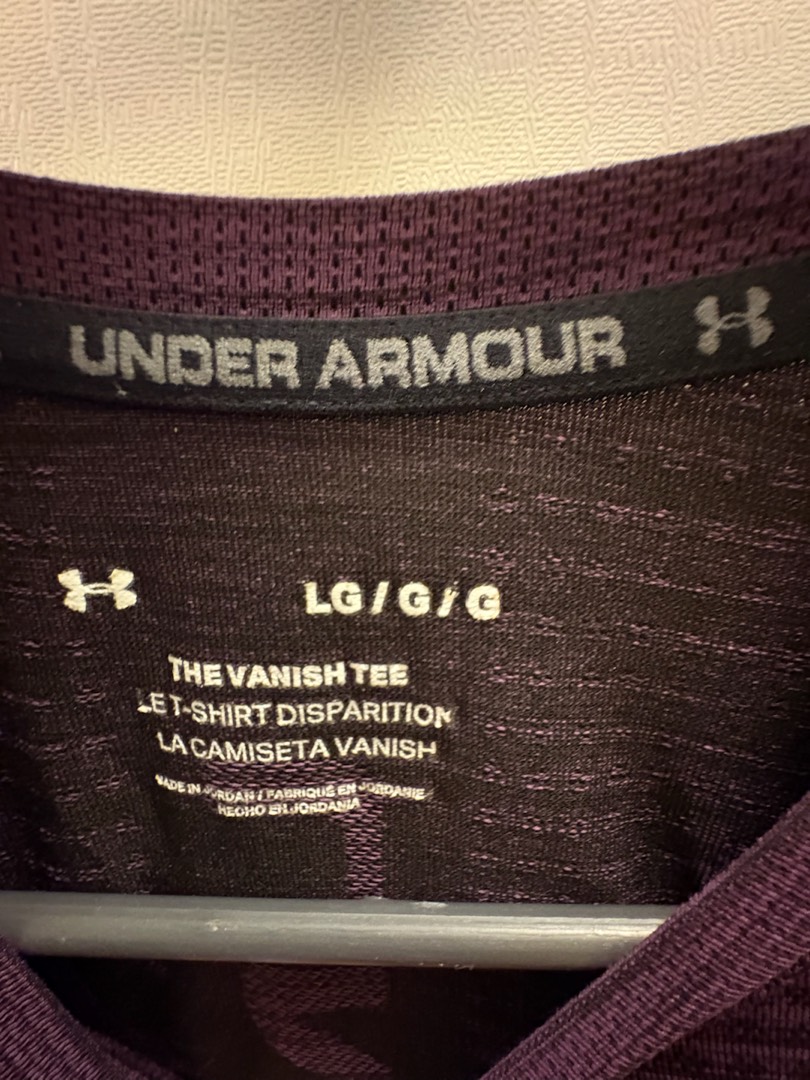 UNDER ARMOUR
LG / G / G
THE VANISH TEE
LE T-SHIRT DISPARITION
LA CAMISETA VANISH
MADE IN JORDAN / FABRIQUÉ EN JORDANIE
HECHO EN JORDANIA